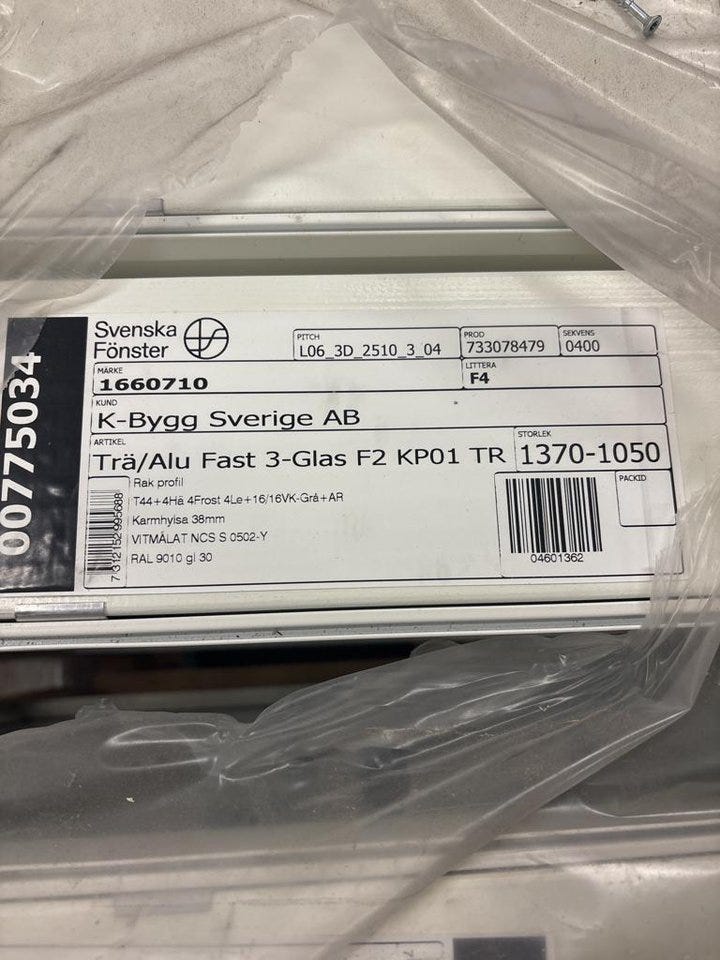 00775034
Svenska
Fönster
PITCH
L06_3D_2510_3_04
PROD
733078479
SEKVENS
0400
MÄRKE
1660710
LITTERA
F4
KUND
K-Bygg Sverige AB
ARTIKEL
Trä/Alu Fast 3-Glas F2 KP01 TR
STORLEK
1370-1050
Rak profil
T44+4Hä 4Frost 4Le+16/16VK-Grå+AR
Karmhylsa 38mm
VITMÅLAT NCS S 0502-Y
RAL 9010 gl 30
7312152995688
PACKID
04601362